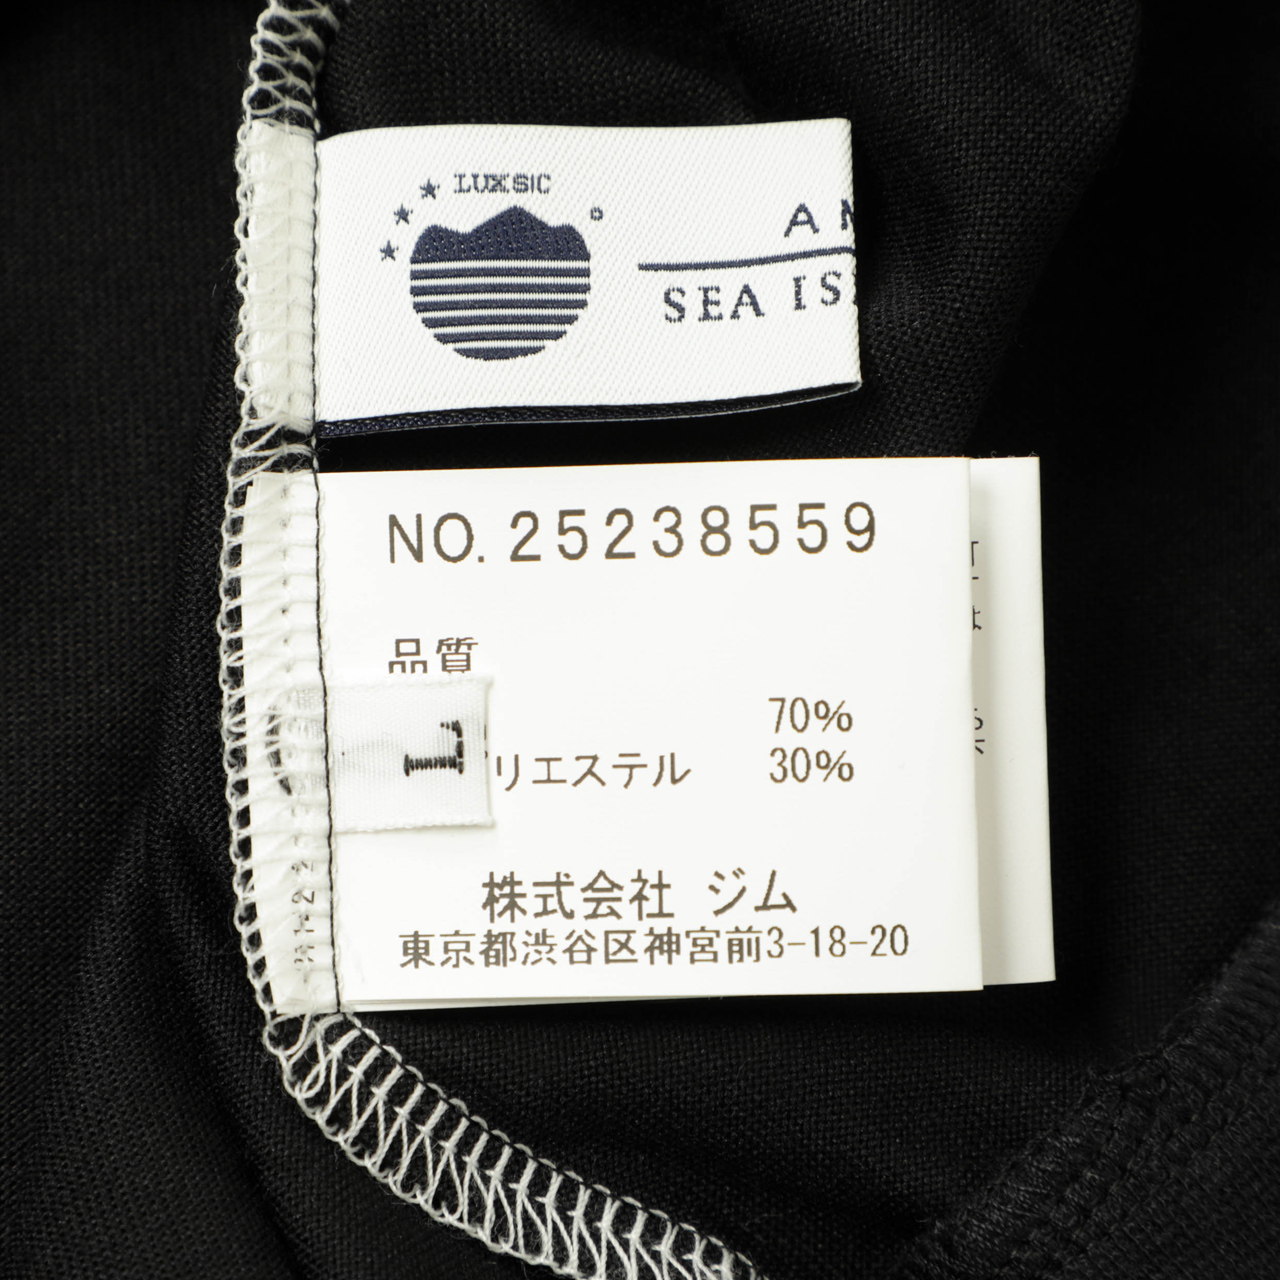 LUXSIC
SEA
NO.25238559
品質
70%
リエステル 30%
L
株式会社 ジム
東京都渋谷区神宮前3-18-20